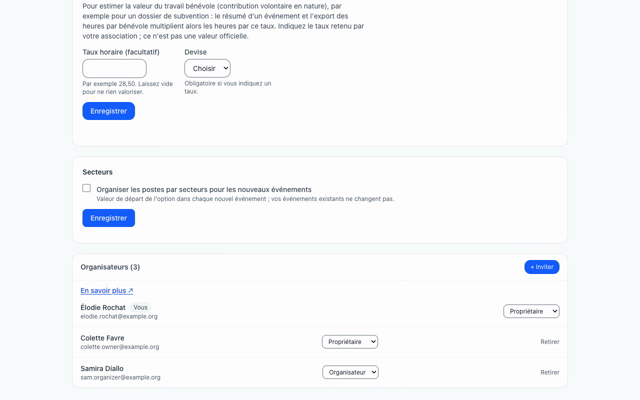 Pour estimer la valeur du travail bénévole (contribution volontaire en nature), par
exemple pour un dossier de subvention : le résumé d'un événement et l'export des
heures par bénévole multiplient alors les heures par ce taux. Indiquez le taux retenu par
votre association ; ce n'est pas une valeur officielle.
Taux horaire (facultatif)
Devise
Choisir
Par exemple 28,50. Laissez vide
pour ne rien valoriser.
Obligatoire si vous indiquez un
taux.
Enregistrer
Secteurs
Organiser les postes par secteurs pour les nouveaux événements
Valeur de départ de l'option dans chaque nouvel événement ; vos événements existants ne changent pas.
Enregistrer
Organisateurs (3)
+ Inviter
En savoir plus ↗
Élodie Rochat Vous
elodie.rochat@example.org
Propriétaire
Colette Favre
colette.owner@example.org
Propriétaire
Retirer
Samira Diallo
sam.organizer@example.org
Organisateur
Retirer